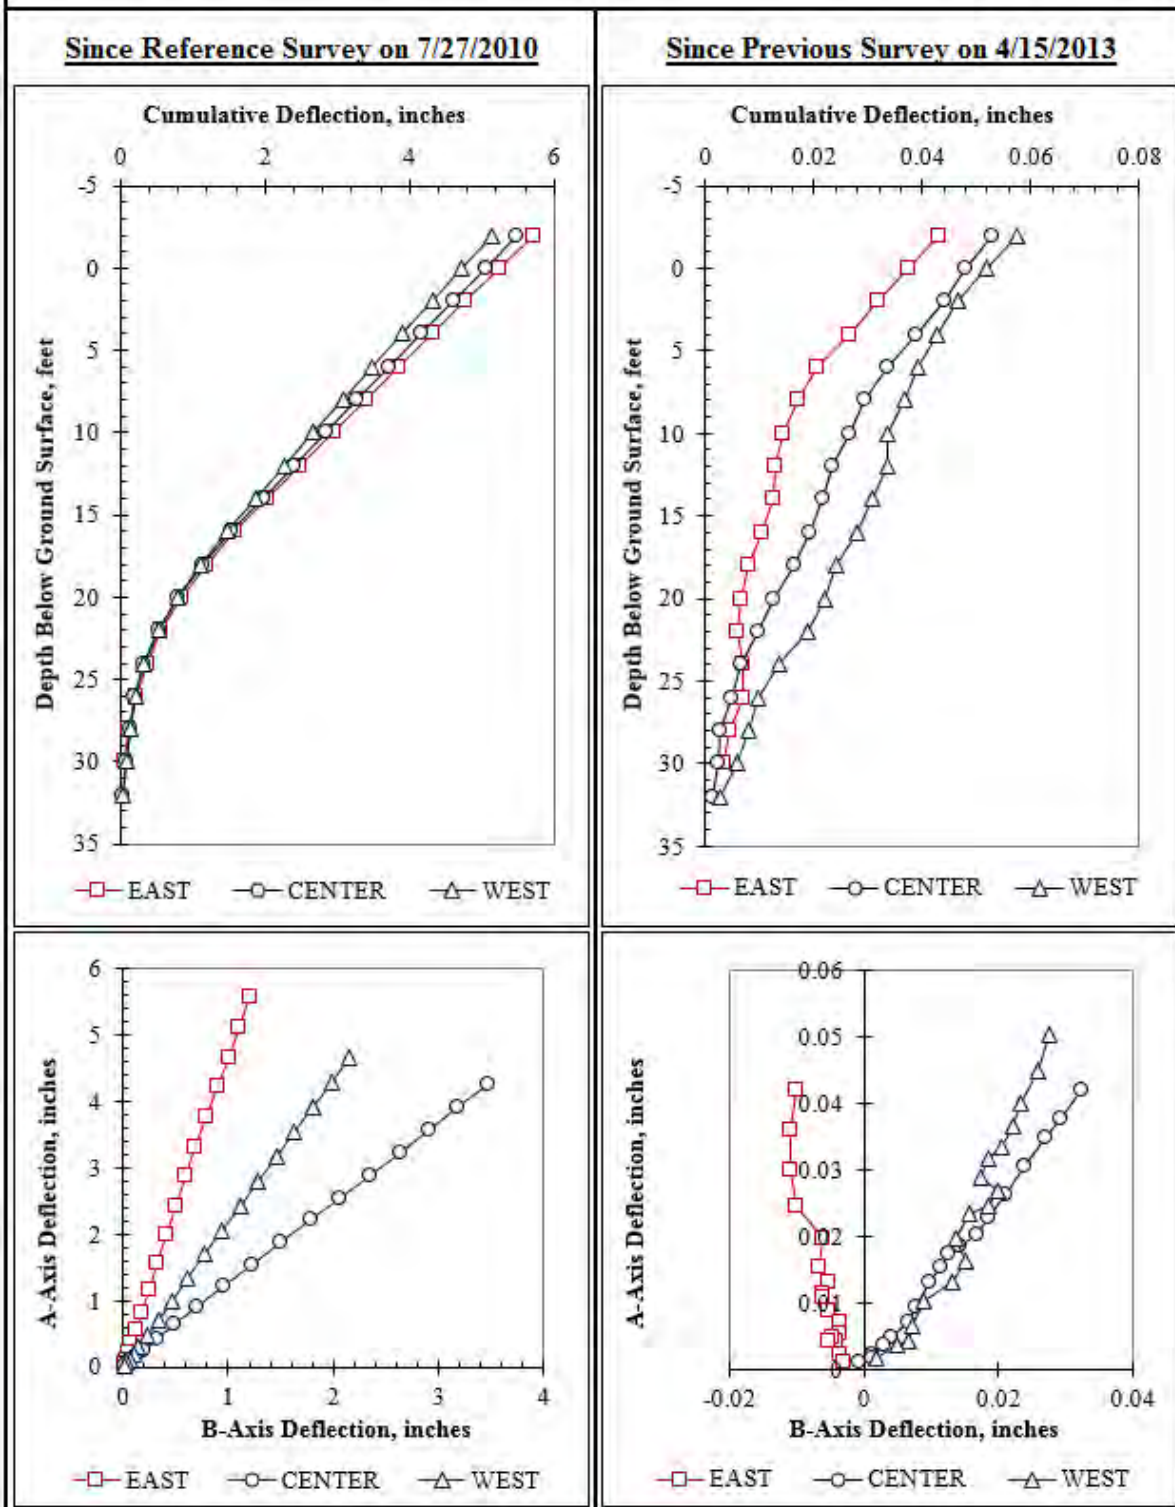 Since Reference Survey on 7/27/2010
Since Previous Survey on 4/15/2013
Cumulative Deflection, inches
0 2 4 6
-5
0
5
10
15
20
25
30
35
Depth Below Ground Surface, feet
EAST CENTER WEST
Cumulative Deflection, inches
0 0.02 0.04 0.06 0.08
-5
0
5
10
15
20
25
30
35
Depth Below Ground Surface, feet
EAST CENTER WEST
6
5
4
3
2
1
0
A-Axis Deflection, inches
0 1 2 3 4
B-Axis Deflection, inches
EAST CENTER WEST
0.06
0.05
0.04
0.03
0.02
0.01
A-Axis Deflection, inches
-0.02 0 0.02 0.04
B-Axis Deflection, inches
EAST CENTER WEST